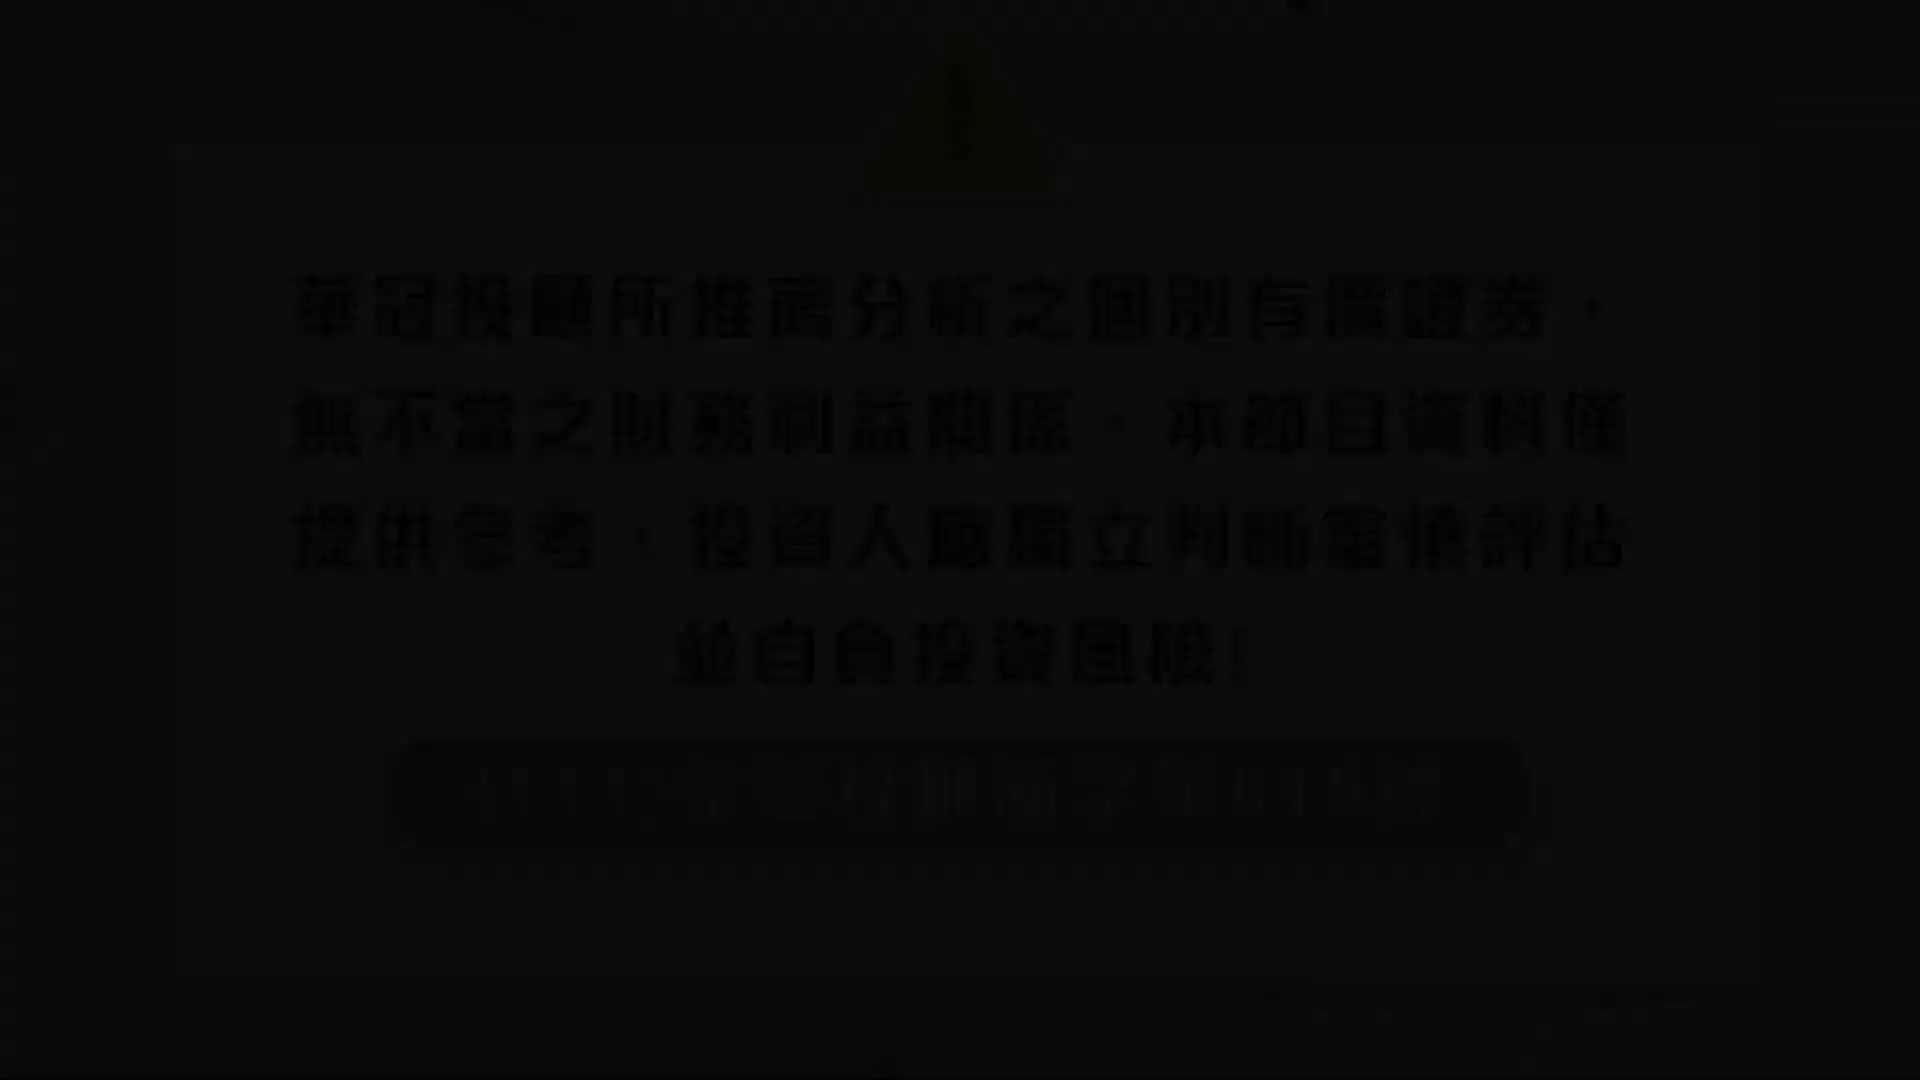 華冠投顧所推薦分析之個別有價證券，
無不當之財務利益關係。本節目資料僅
提供參考，投資人應獨立判斷審慎評估
並自負投資風險!